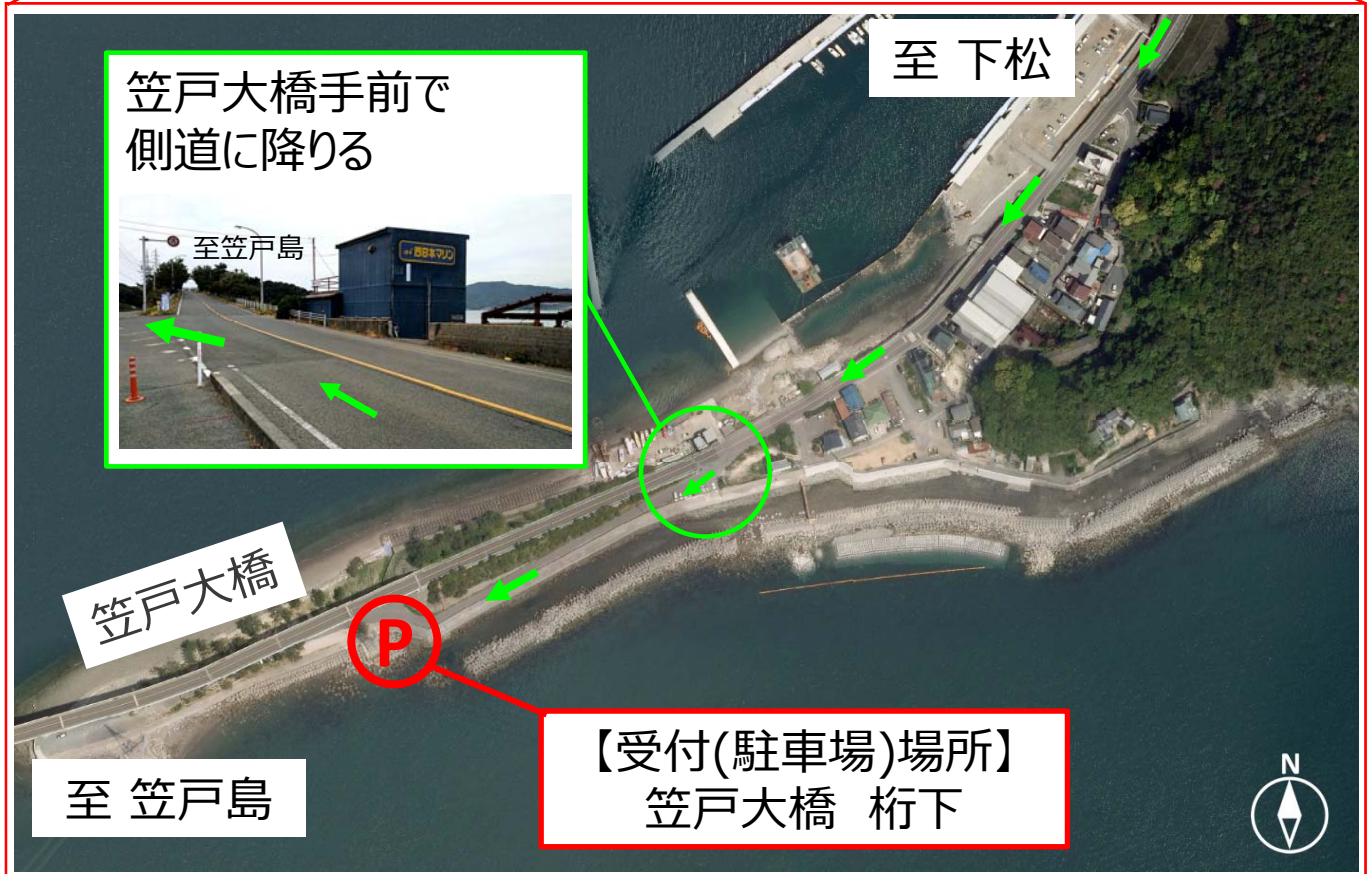 至 下松
笠戸大橋手前で
側道に降りる
至笠戸島
西日本マリン
笠戸大橋
P
【受付(駐車場)場所】
笠戸大橋 桁下
至 笠戸島
N